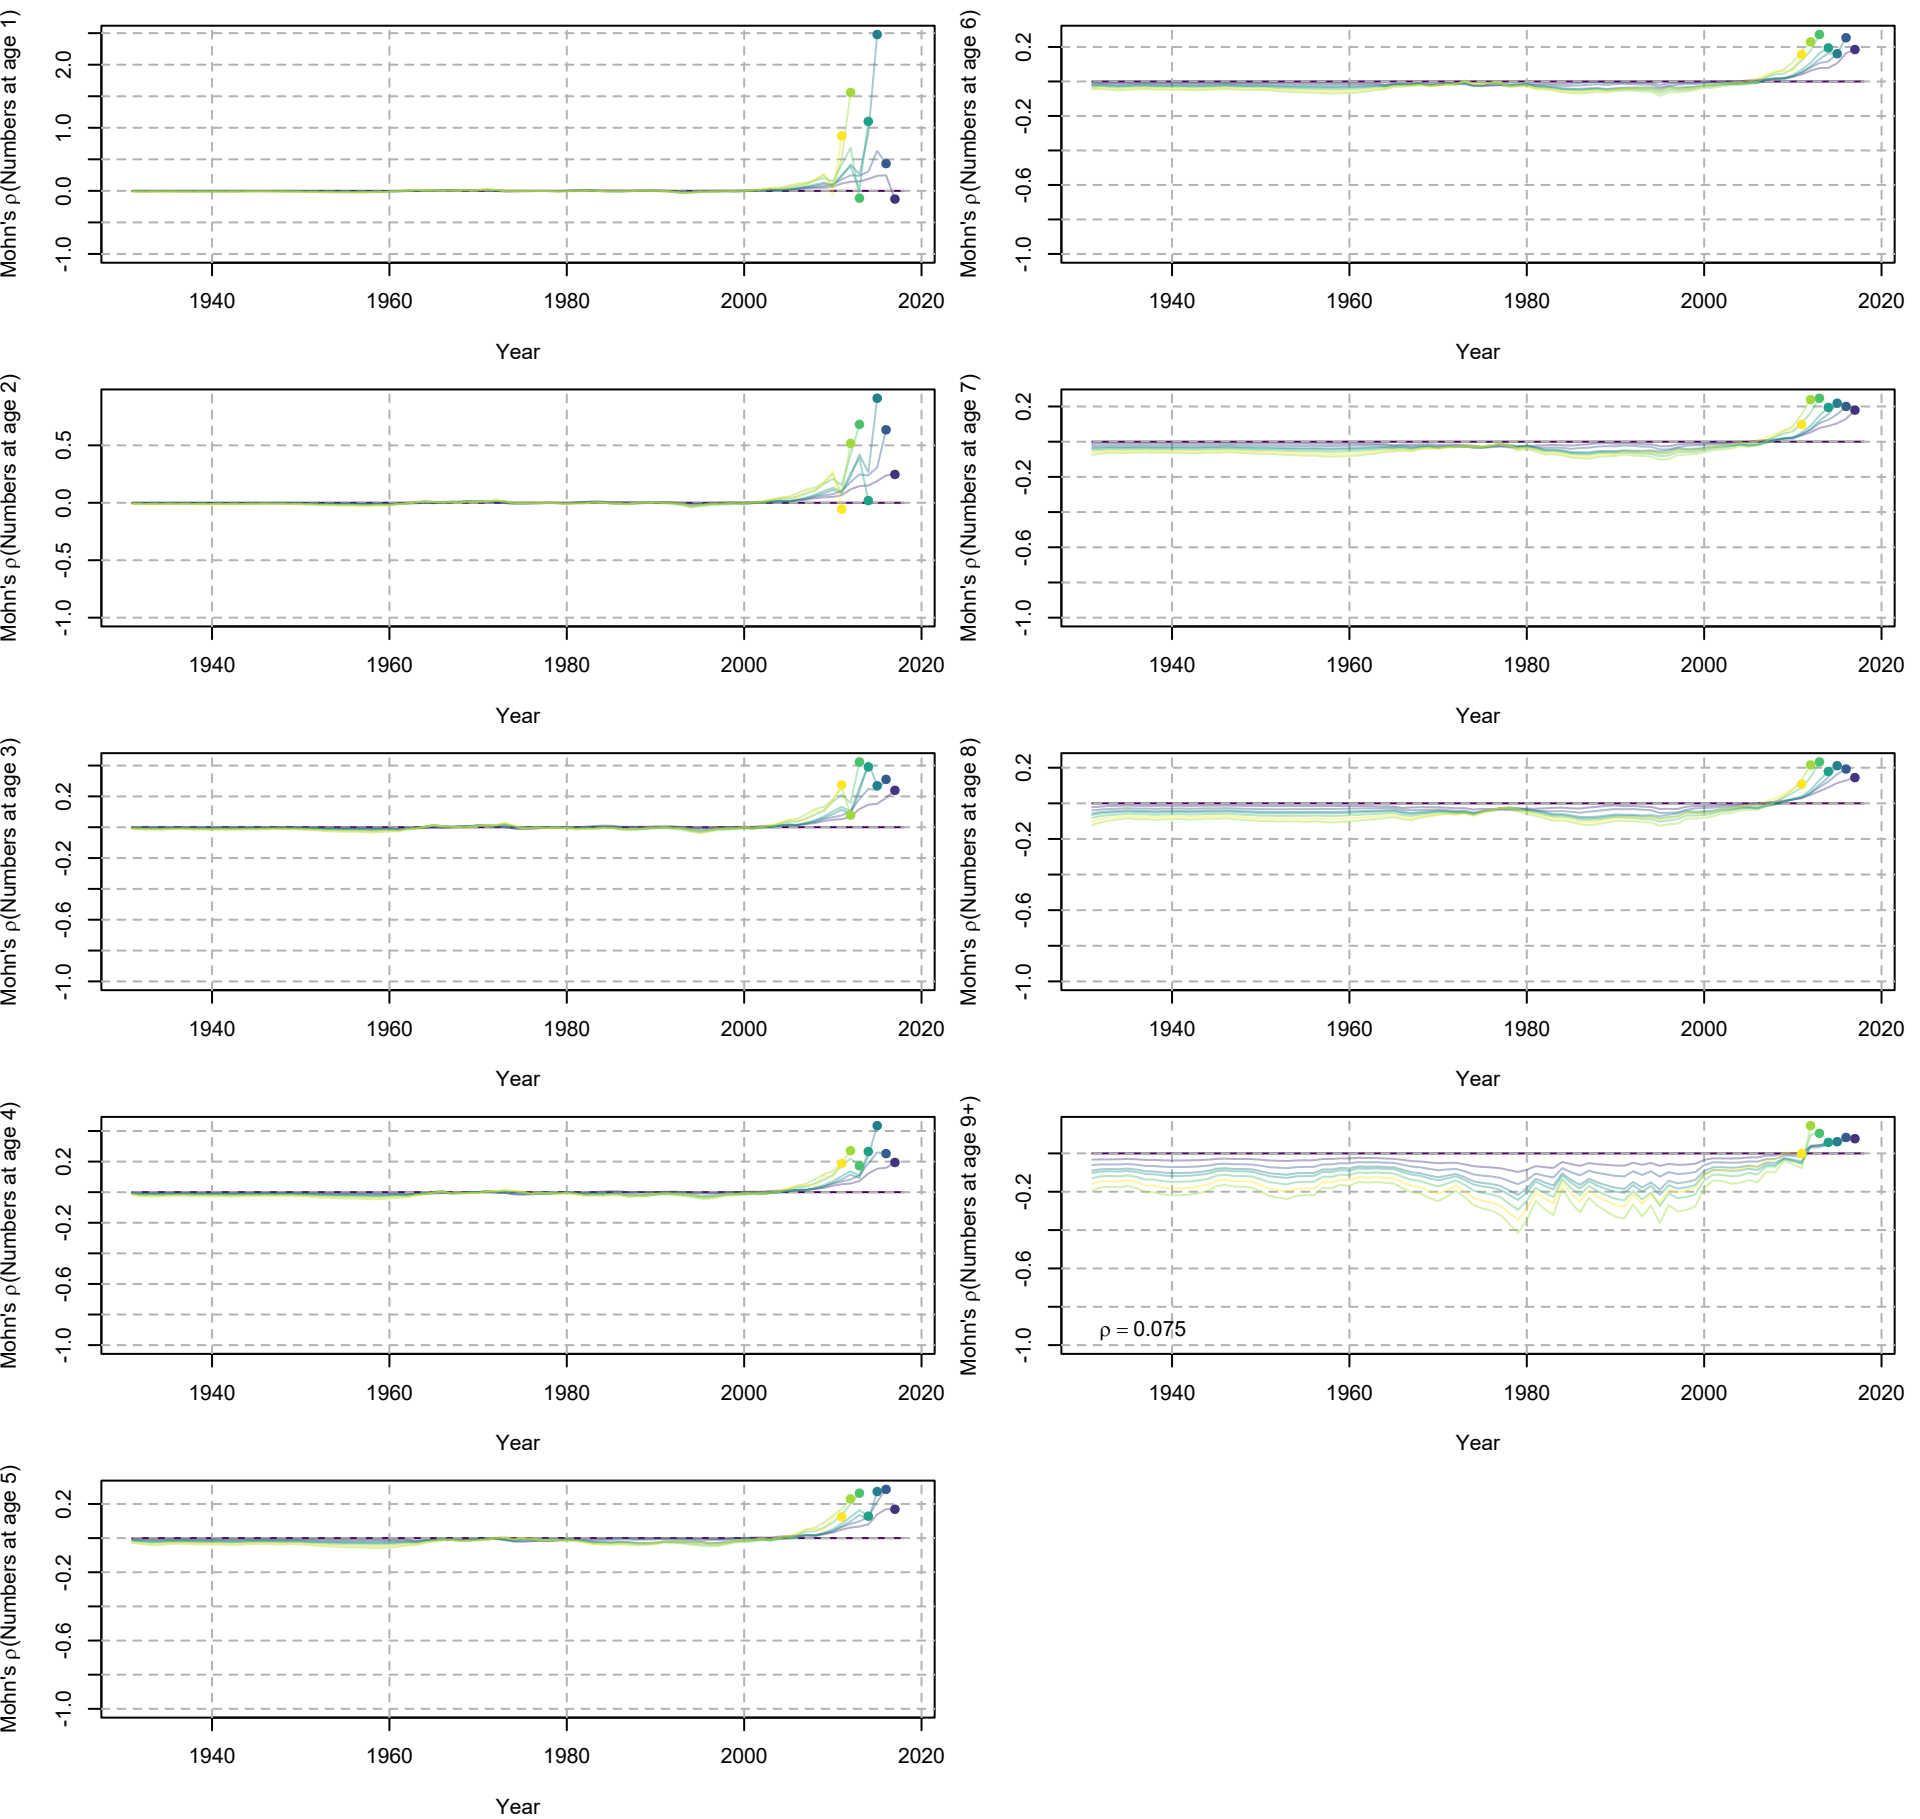 Mohn's ρ(Numbers at age 1)
2.0
1.0
0.0
-1.0
1940 1960 1980 2000 2020
Year
Mohn's ρ(Numbers at age 2)
0.5
0.0
-0.5
-1.0
1940 1960 1980 2000 2020
Year
Mohn's ρ(Numbers at age 3)
0.2
-0.2
-0.6
-1.0
1940 1960 1980 2000 2020
Year
Mohn's ρ(Numbers at age 4)
0.2
-0.2
-0.6
-1.0
1940 1960 1980 2000 2020
Year
Mohn's ρ(Numbers at age 5)
0.2
-0.2
-0.6
-1.0
1940 1960 1980 2000 2020
Year
Mohn's ρ(Numbers at age 6)
0.2
-0.2
-0.6
-1.0
1940 1960 1980 2000 2020
Year
Mohn's ρ(Numbers at age 7)
0.2
-0.2
-0.6
-1.0
1940 1960 1980 2000 2020
Year
Mohn's ρ(Numbers at age 8)
0.2
-0.2
-0.6
-1.0
1940 1960 1980 2000 2020
Year
Mohn's ρ(Numbers at age 9+)
-0.2
-0.6
-1.0
ρ = 0.075
1940 1960 1980 2000 2020
Year